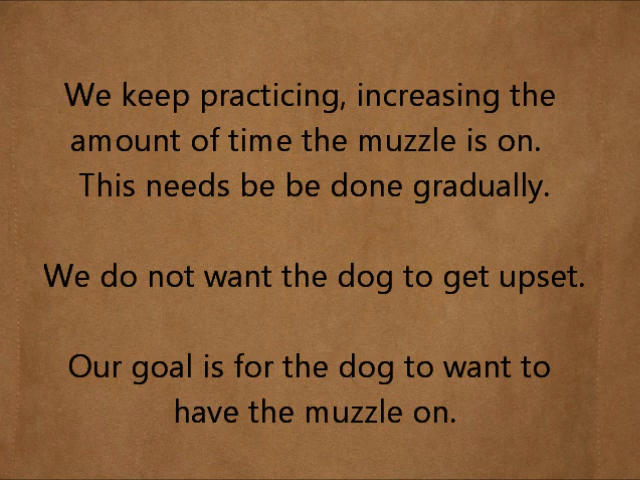 We keep practicing, increasing the
amount of time the muzzle is on.
This needs be be done gradually.
We do not want the dog to get upset.
Our goal is for the dog to want to
have the muzzle on.